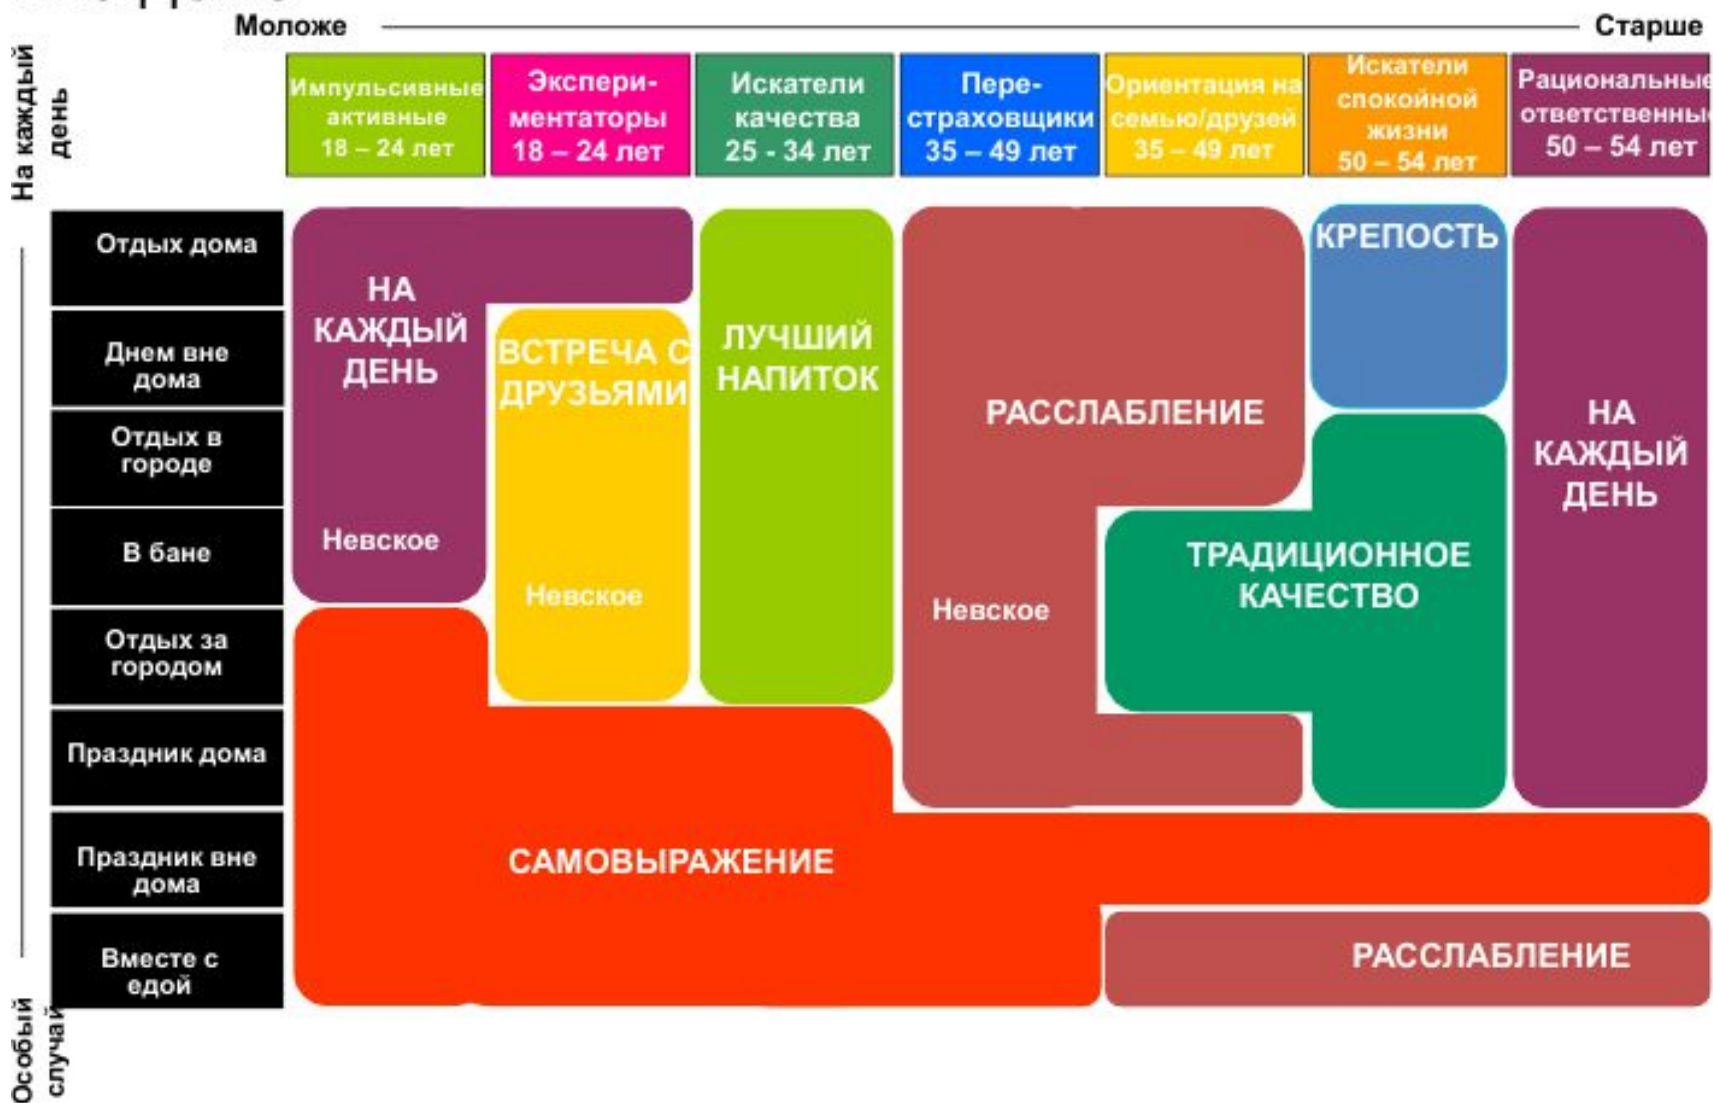 Моложе
Старше
На каждый
день
Импульсивные
активные
18 – 24 лет
Экспери-
ментаторы
18 – 24 лет
Искатели
качества
25 - 34 лет
Пере-
страховщики
35 – 49 лет
Ориентация на
семью/друзей
35 – 49 лет
Искатели
спокойной
жизни
50 – 54 лет
Рациональные
ответственны
50 – 54 лет
Отдых дома
Днем вне
дома
Отдых в
городе
В бане
Отдых за
городом
Праздник дома
Праздник вне
дома
Вместе с
едой
НА
КАЖДЫЙ
ДЕНЬ
Невское
ВСТРЕЧА С
ДРУЗЬЯМИ
Невское
ЛУЧШИЙ
НАПИТОК
РАССЛАБЛЕНИЕ
Невское
КРЕПОСТЬ
ТРАДИЦИОННОЕ
КАЧЕСТВО
НА
КАЖДЫЙ
ДЕНЬ
САМОВЫРАЖЕНИЕ
РАССЛАБЛЕНИЕ
Особый
случай